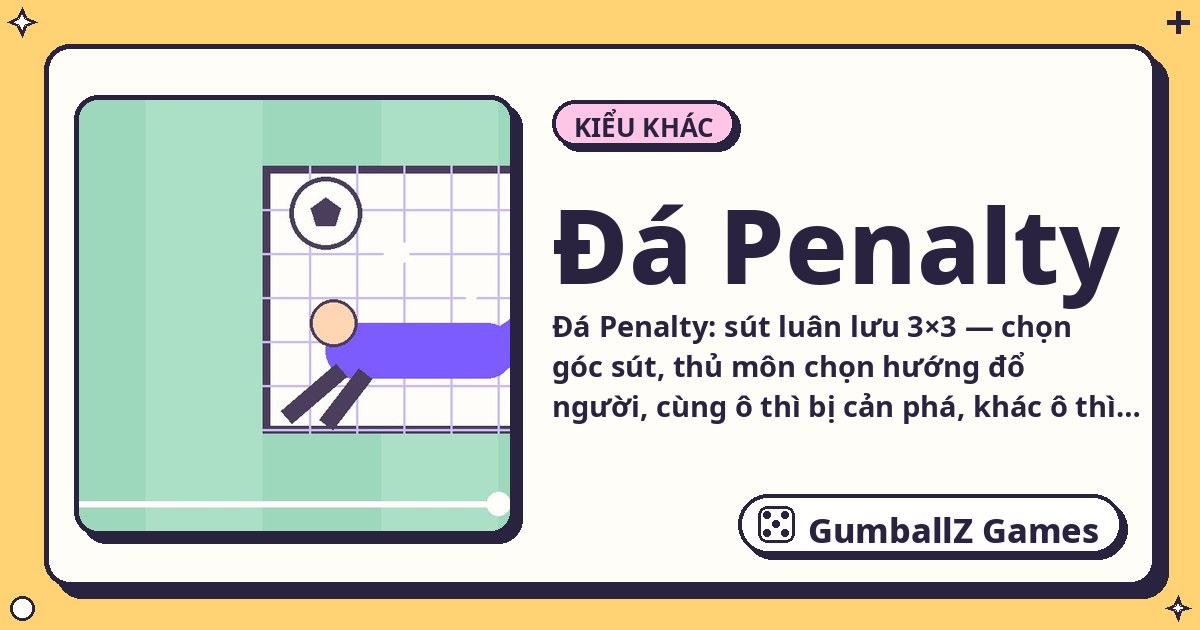 KIỂU KHÁC
Đá Penalty
Đá Penalty: sút luân lưu 3×3 — chọn
góc sút, thủ môn chọn hướng đổ
người, cùng ô thì bị cản phá, khác ô thì...
GumballZ Games